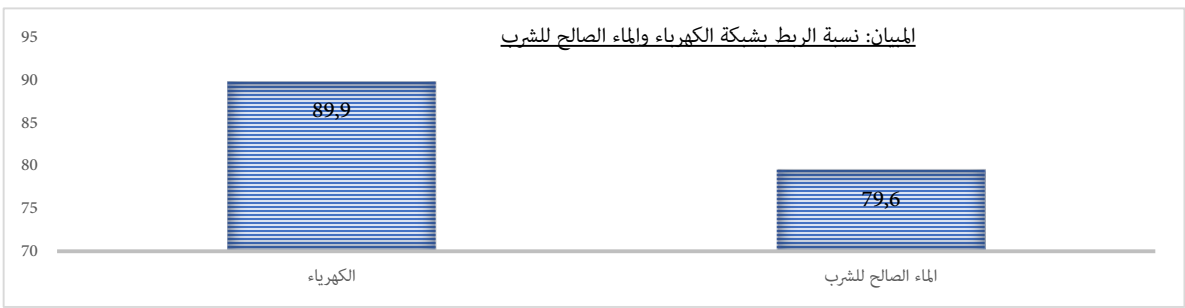 المبيان: نسبة الربط بشبكة الكهرباء والماء الصالح للشرب
95
90
85
80
75
70
89,9
79,6
الكهرباء
الماء الصالح للشرب